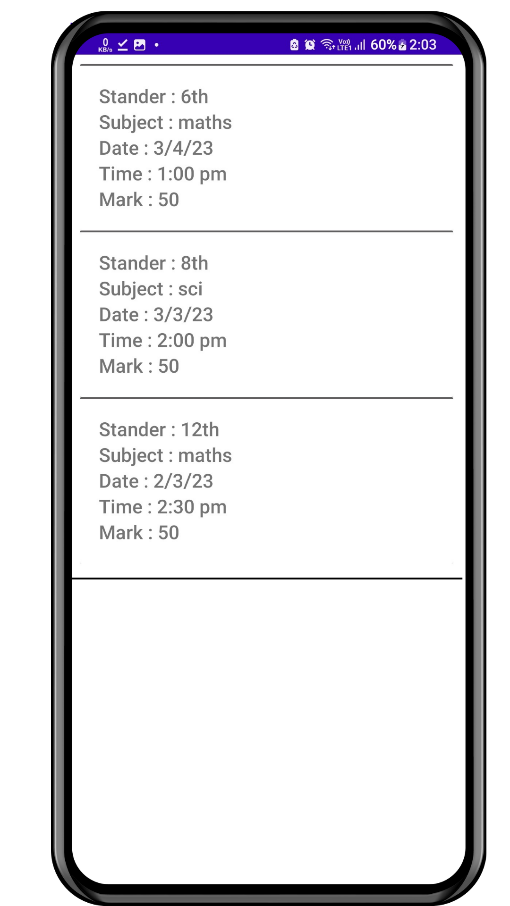 0
KB/s
Vo))
LTE1
60%
2:03
Stander : 6th
Subject : maths
Date : 3/4/23
Time : 1:00 pm
Mark : 50
Stander : 8th
Subject : sci
Date : 3/3/23
Time : 2:00 pm
Mark : 50
Stander : 12th
Subject : maths
Date : 2/3/23
Time : 2:30 pm
Mark : 50